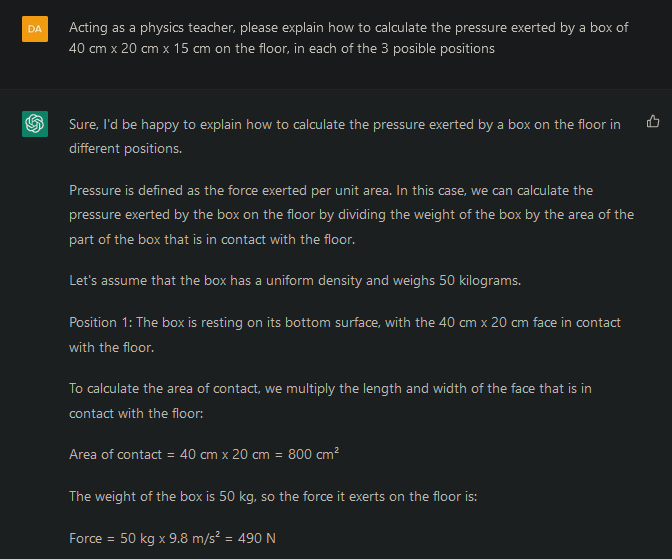 DA
Acting as a physics teacher, please explain how to calculate the pressure exerted by a box of
40 cm x 20 cm x 15 cm on the floor, in each of the 3 posible positions
Sure, I'd be happy to explain how to calculate the pressure exerted by a box on the floor in
different positions.
Pressure is defined as the force exerted per unit area. In this case, we can calculate the
pressure exerted by the box on the floor by dividing the weight of the box by the area of the
part of the box that is in contact with the floor.
Let's assume that the box has a uniform density and weighs 50 kilograms.
Position 1: The box is resting on its bottom surface, with the 40 cm x 20 cm face in contact
with the floor.
To calculate the area of contact, we multiply the length and width of the face that is in
contact with the floor:
Area of contact = 40 cm x 20 cm = 800 cm²
The weight of the box is 50 kg, so the force it exerts on the floor is:
Force = 50 kg x 9.8 m/s² = 490 N